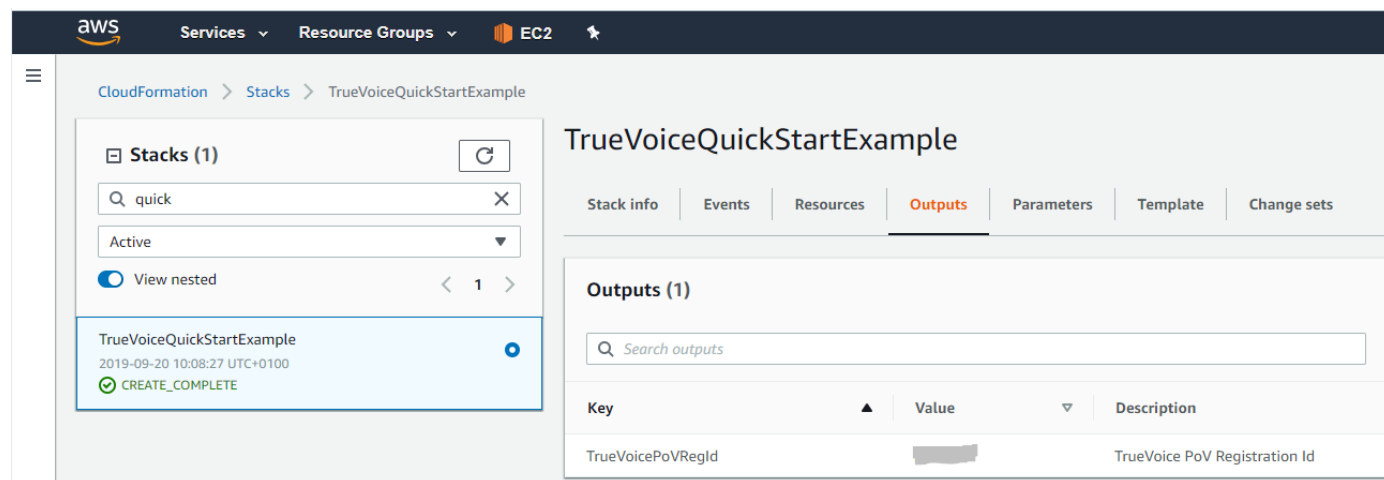 aws Services Resource Groups EC2
CloudFormation Stacks TrueVoiceQuickStartExample
Stacks (1)
quick
Active
View nested
1
TrueVoiceQuickStartExample
2019-09-20 10:08:27 UTC+0100
CREATE_COMPLETE
TrueVoiceQuickStartExample
Stack info Events Resources Outputs Parameters Template Change sets
Outputs (1)
Search outputs
Key Value Description
TrueVoicePoVRegId TrueVoice PoV Registration Id